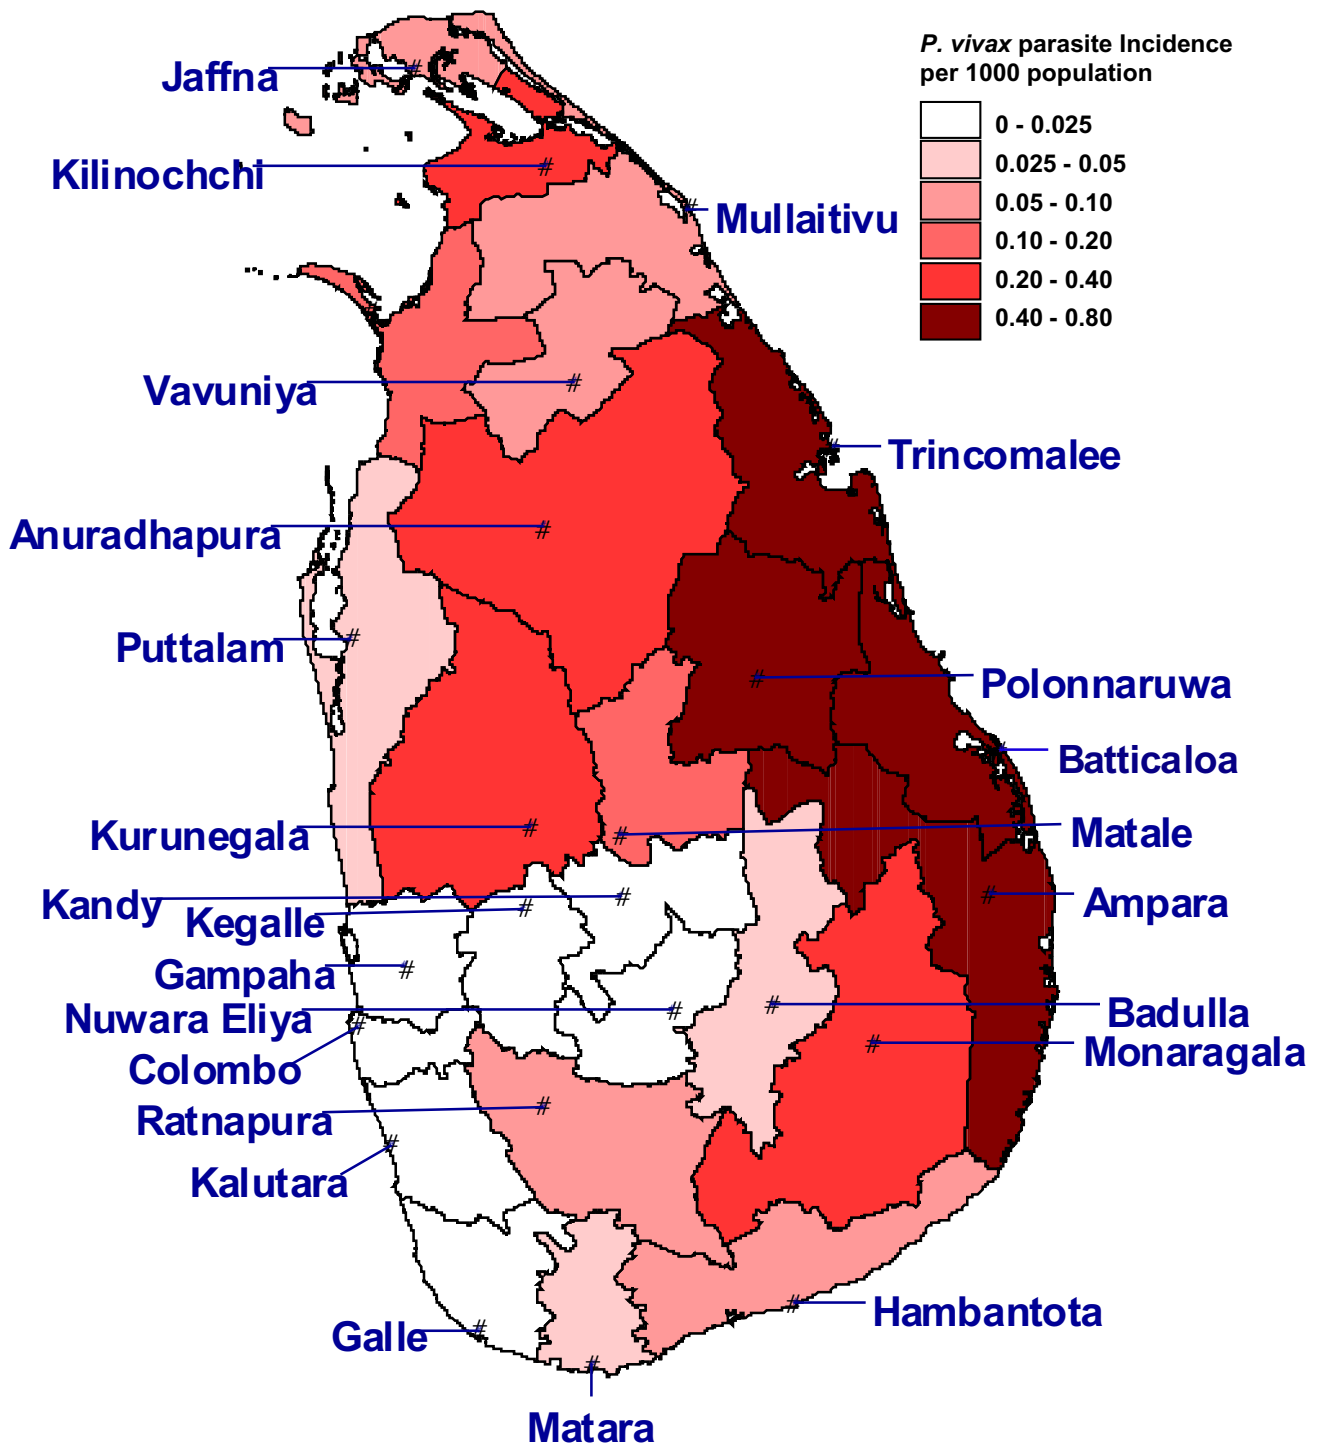 P. vivax parasite Incidence
per 1000 population
0 - 0.025
0.025 - 0.05
0.05 - 0.10
0.10 - 0.20
0.20 - 0.40
0.40 - 0.80
Jaffna
Kilinochchi
Mullaitivu
Vavuniya
Trincomalee
Anuradhapura
Puttalam
Polonnaruwa
Batticaloa
Kurunegala
Matale
Kandy
Ampara
Kegalle
Gampaha
Nuwara Eliya
Badulla
Monaragala
Colombo
Ratnapura
Kalutara
Hambantota
Galle
Matara